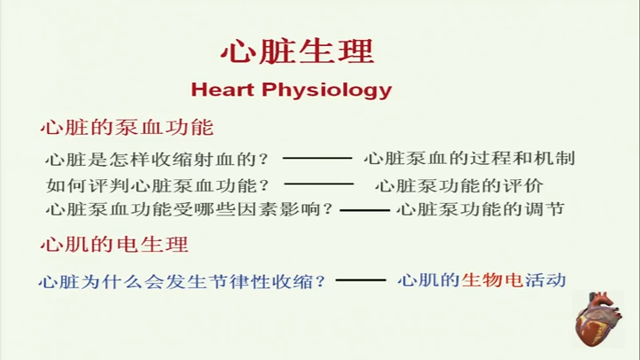 心脏生理
Heart Physiology
心脏的泵血功能
心脏是怎样收缩射血的？ 心脏泵血的过程和机制
如何评判心脏泵血功能？ 心脏泵功能的评价
心脏泵血功能受哪些因素影响？ 心脏泵功能的调节
心肌的电生理
心脏为什么会发生节律性收缩？ 心肌的生物电活动